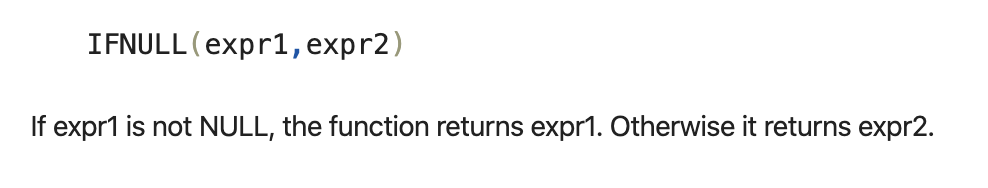 IFNULL(expr1,expr2)
If expr1 is not NULL, the function returns expr1. Otherwise it returns expr2.